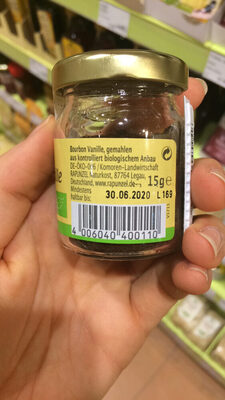 Bourbon Vanille, gemahlen
aus kontrolliert biologischem Anbau
DE-ÖKO-006 / Komoren-Landwirtschaft
RAPUNZEL Naturkost, 87764 Legau,
Deutschland, www.rapunzel.de
15g e
Mindestens
haltbar bis: 30.06.2020 L169
4 006040 400110